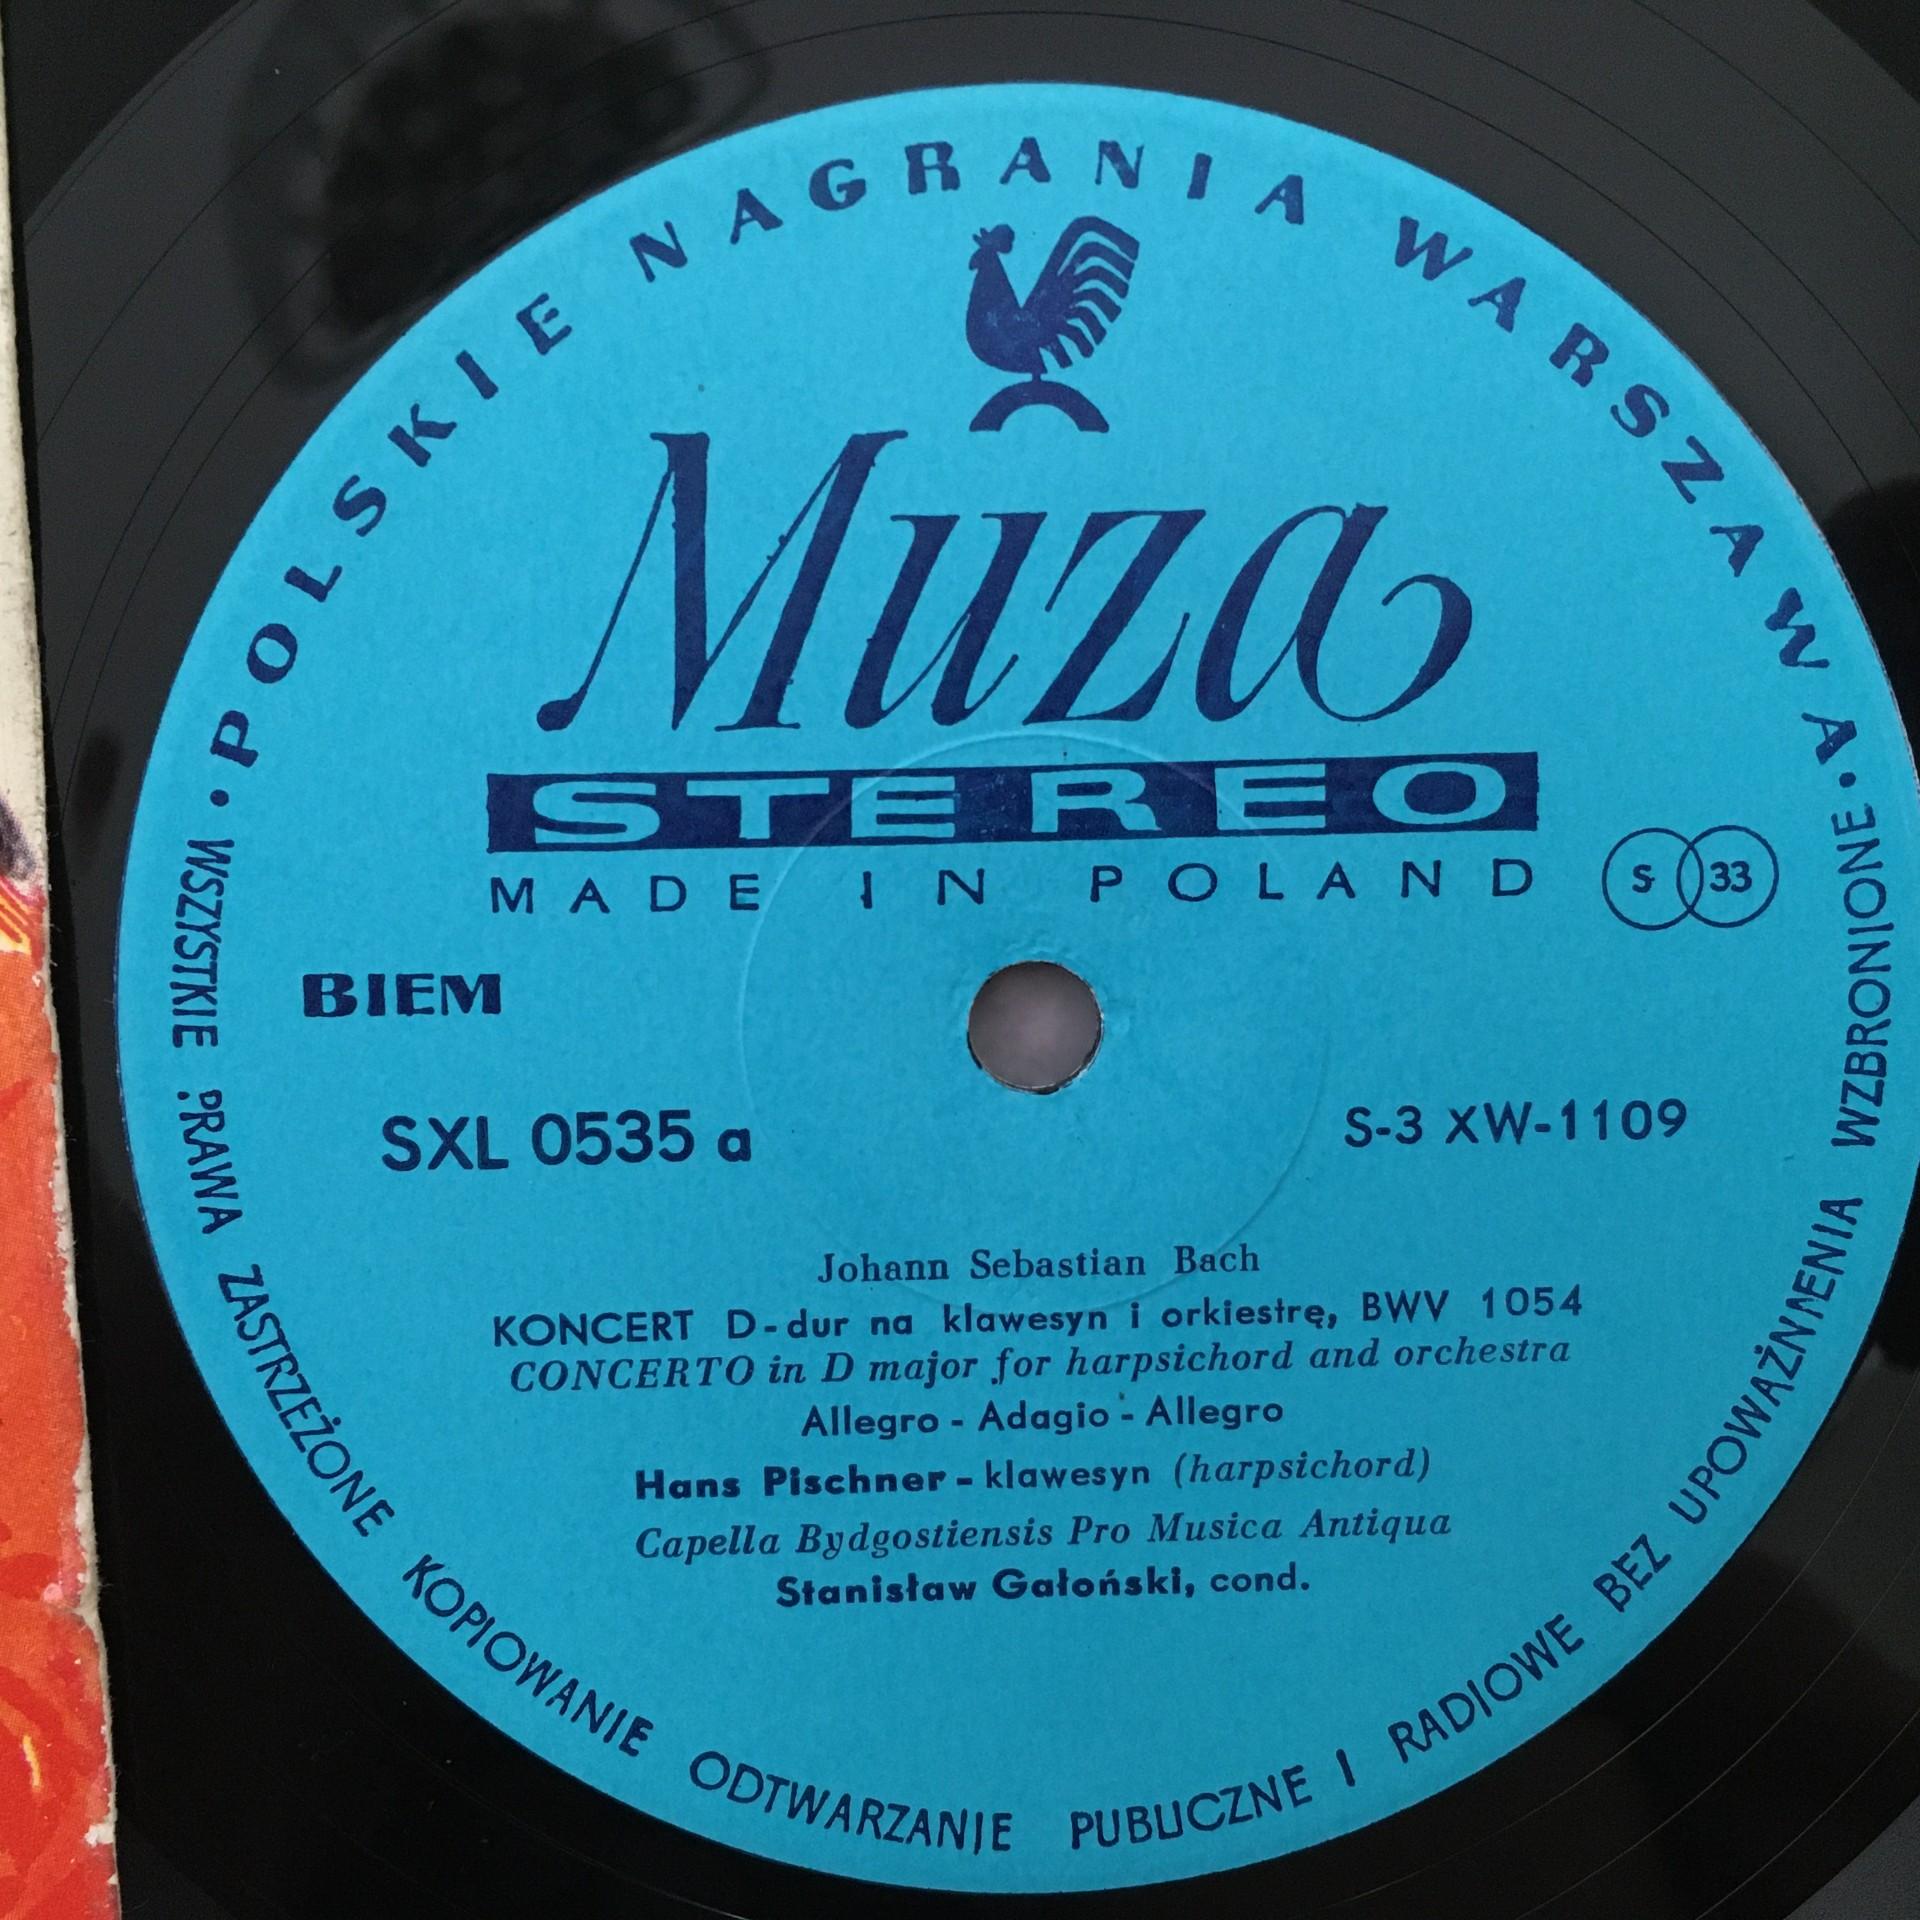 • POLSKIE NAGRANIA WARSZAWA •
Muza
STEREO
MADE IN POLAND
S 33
BIEM
SXL 0535 a
S-3 XW-1109
Johann Sebastian Bach
KONCERT D-dur na klawesyn i orkiestrę, BWV 1054
CONCERTO in D major for harpsichord and orchestra
Allegro - Adagio - Allegro
Hans Pischner - klawesyn (harpsichord)
Capella Bydgostiensis Pro Musica Antiqua
Stanisław Gałoński, cond.
WSZYSTKIE PRAWA ZASTRZEŻONE KOPIOWANIE ODTWARZANIE PUBLICZNE I RADIOWE BEZ UPOWAŻNIENIA WZBRONIONE